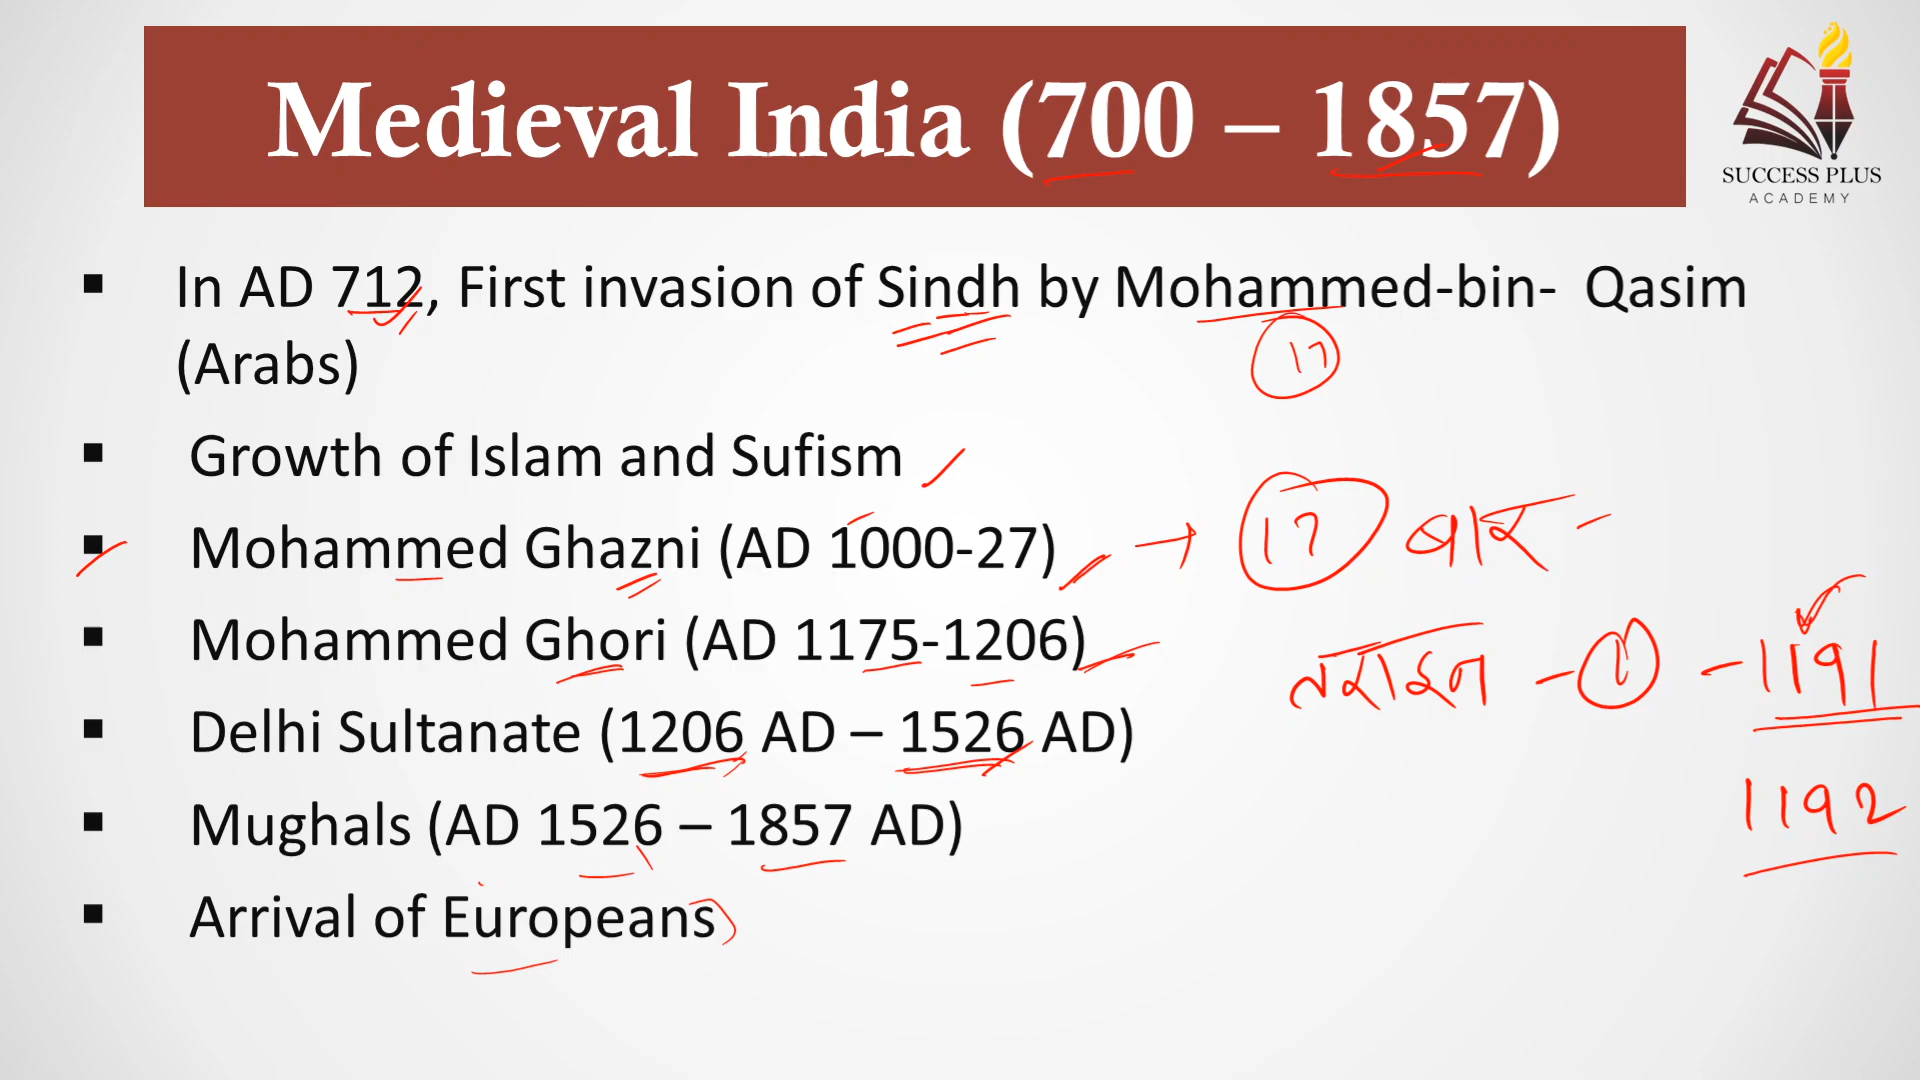 Medieval India (700 – 1857)
SUCCESS PLUS
ACADEMY
▪ In AD 712, First invasion of Sindh by Mohammed-bin- Qasim
(Arabs)
17
▪ Growth of Islam and Sufism
▪ Mohammed Ghazni (AD 1000-27) → 17 बार -
▪ Mohammed Ghori (AD 1175-1206)
तराइन - 1 - 1191
▪ Delhi Sultanate (1206 AD – 1526 AD)
1192
▪ Mughals (AD 1526 – 1857 AD)
▪ Arrival of Europeans